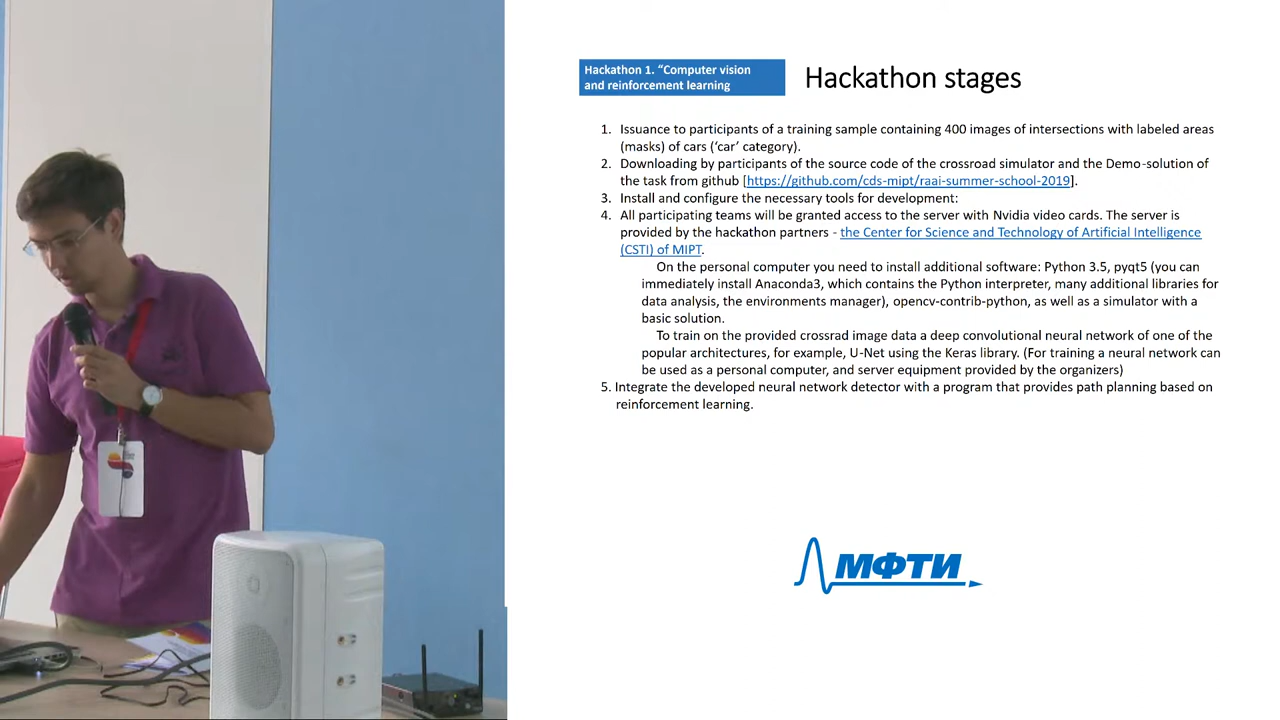 Hackathon 1. “Computer vision
and reinforcement learning
Hackathon stages
1. Issuance to participants of a training sample containing 400 images of intersections with labeled areas
(masks) of cars (‘car’ category).
2. Downloading by participants of the source code of the crossroad simulator and the Demo-solution of
the task from github [https://github.com/cds-mipt/raai-summer-school-2019].
3. Install and configure the necessary tools for development:
4. All participating teams will be granted access to the server with Nvidia video cards. The server is
provided by the hackathon partners - the Center for Science and Technology of Artificial Intelligence
(CSTI) of MIPT.
On the personal computer you need to install additional software: Python 3.5, pyqt5 (you can
immediately install Anaconda3, which contains the Python interpreter, many additional libraries for
data analysis, the environments manager), opencv-contrib-python, as well as a simulator with a
basic solution.
To train on the provided crossrad image data a deep convolutional neural network of one of the
popular architectures, for example, U-Net using the Keras library. (For training a neural network can
be used as a personal computer, and server equipment provided by the organizers)
5. Integrate the developed neural network detector with a program that provides path planning based on
reinforcement learning.
МФТИ